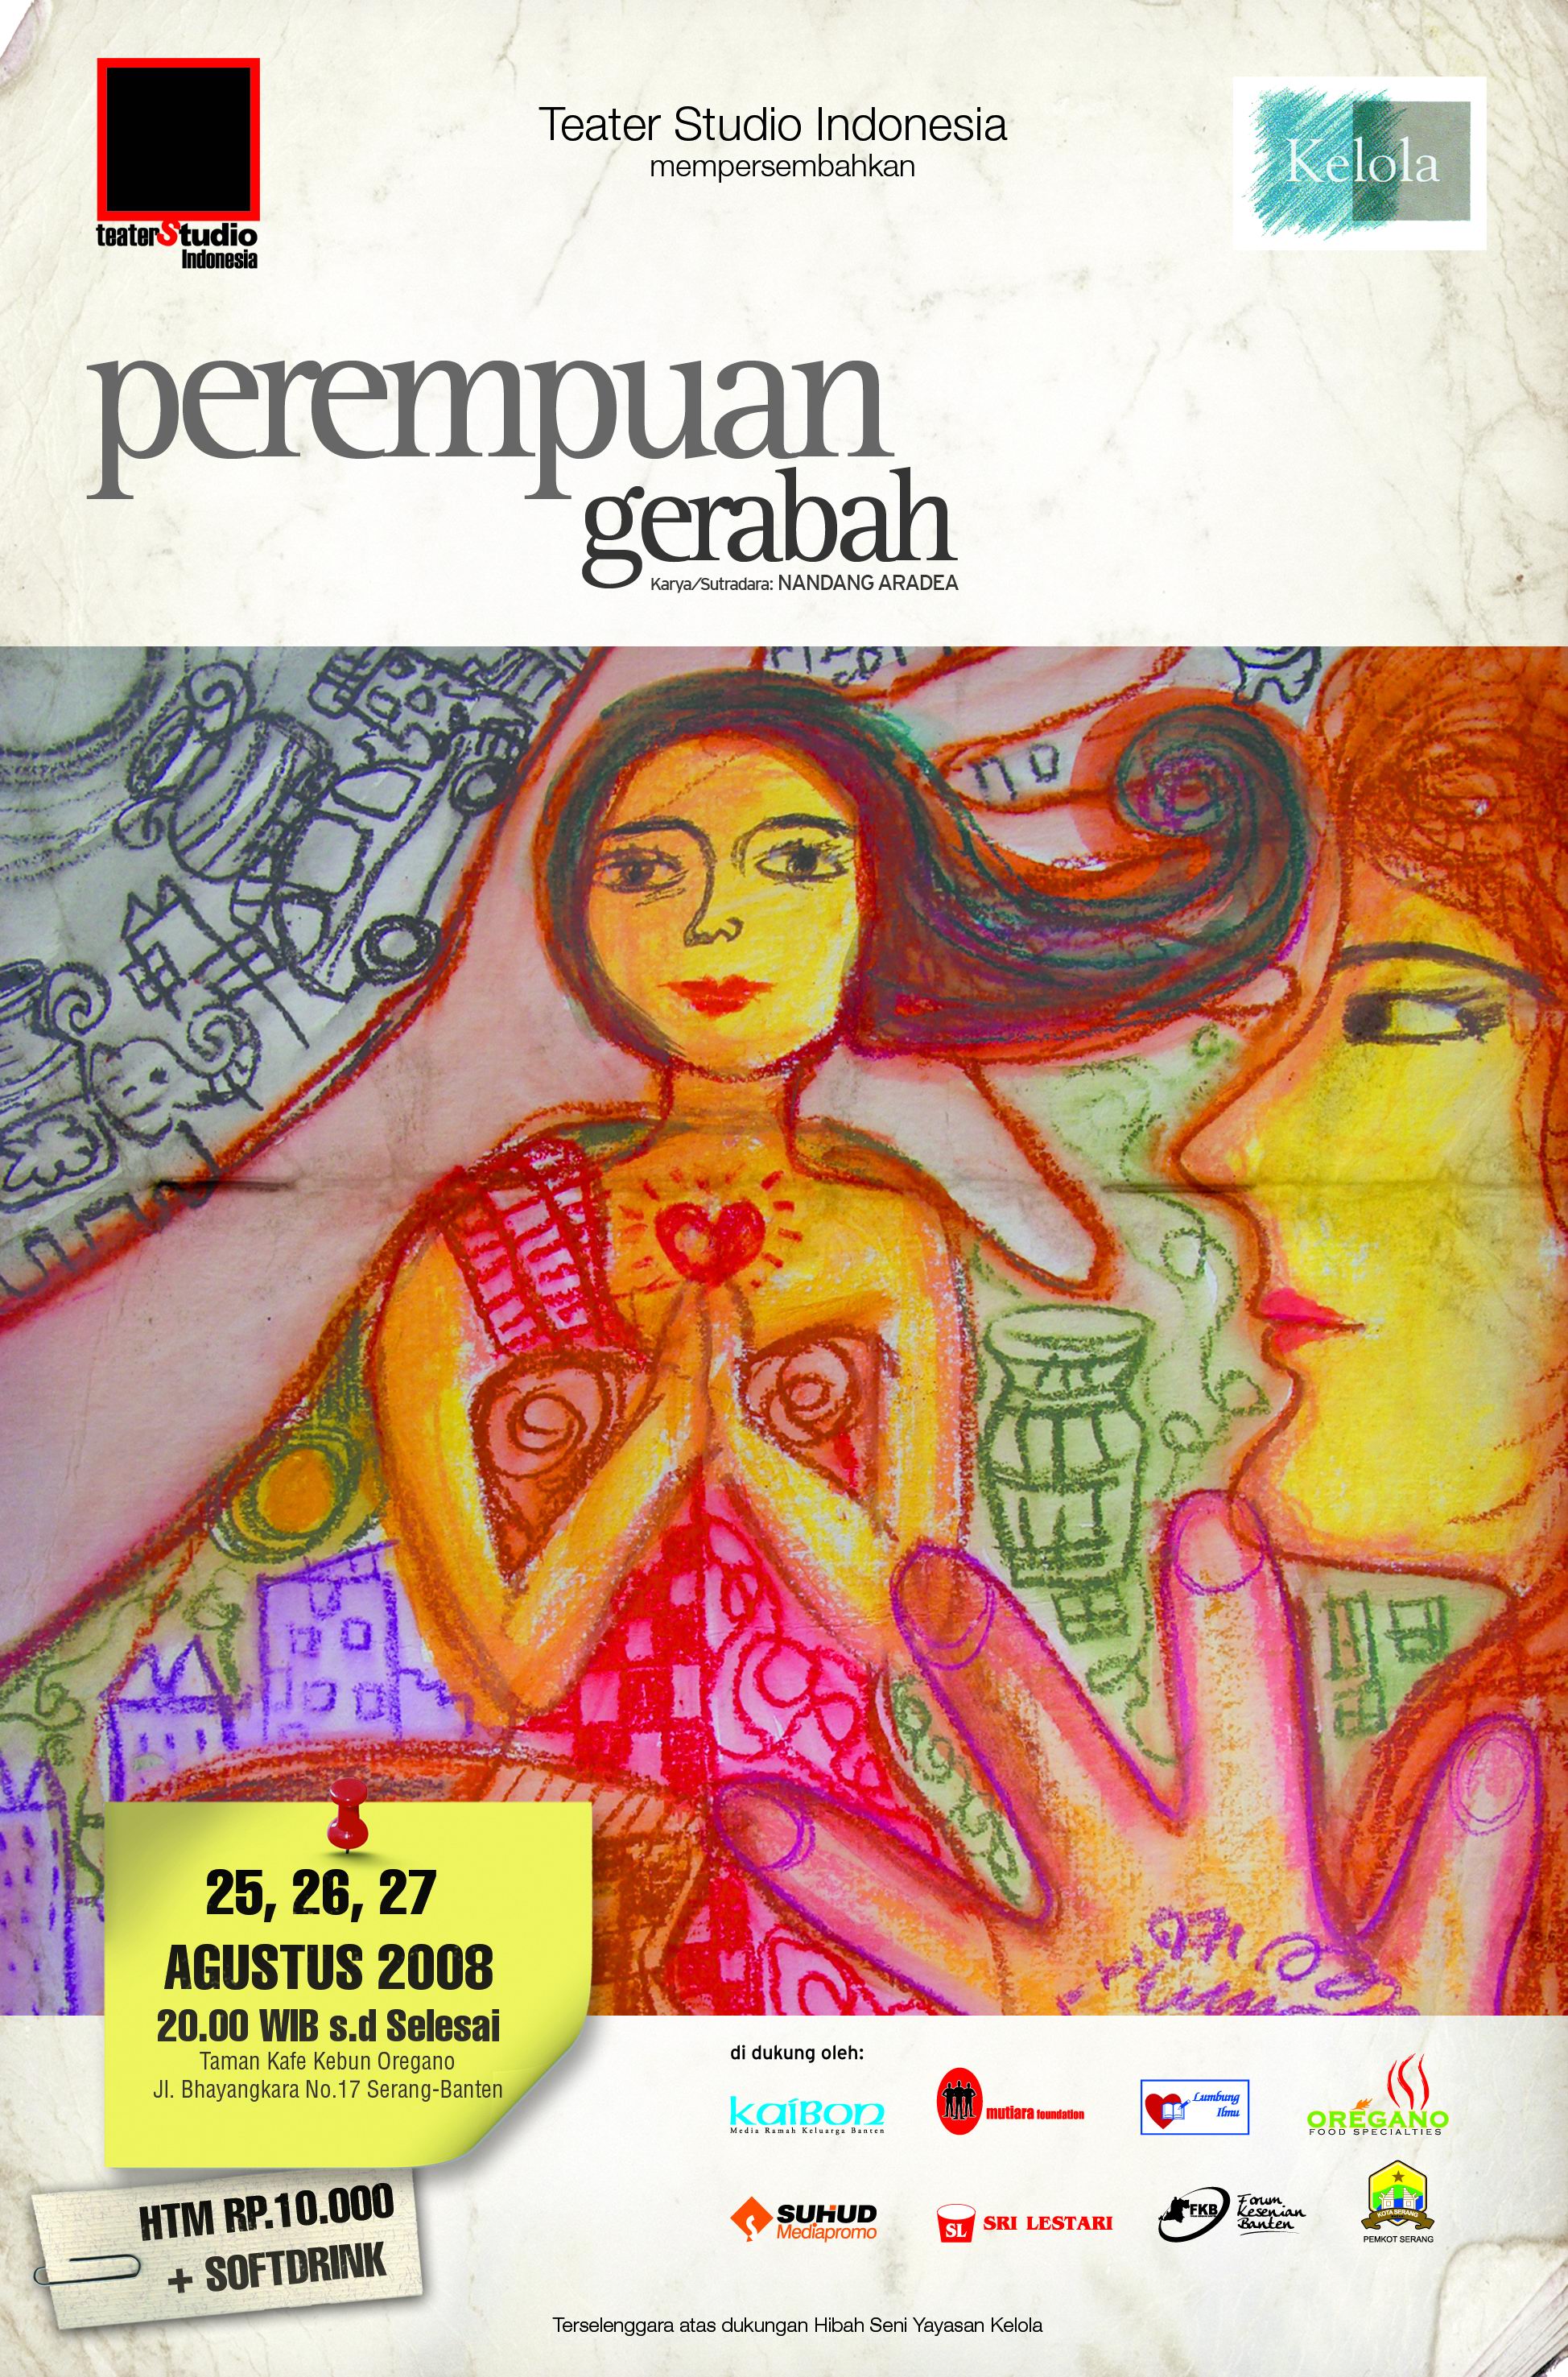 teaterStudio
Indonesia
Teater Studio Indonesia
mempersembahkan
Kelola
perempuan
gerabah
Karya/Sutradara: NANDANG ARADEA
25, 26, 27
AGUSTUS 2008
20.00 WIB s.d Selesai
Taman Kafe Kebun Oregano
Jl. Bhayangkara No.17 Serang-Banten
HTM RP.10.000
+ SOFTDRINK
di dukung oleh:
kaiBon
Media Ramah Keluarga Banten
mutiara foundation
Lumbung
Ilmu
OREGANO
FOOD SPECIALTIES
SUHUD
Mediapromo
SL SRI LESTARI
FKB
Forum
Kesenian
Banten
KOTA SERANG
PEMKOT SERANG
Terselenggara atas dukungan Hibah Seni Yayasan Kelola